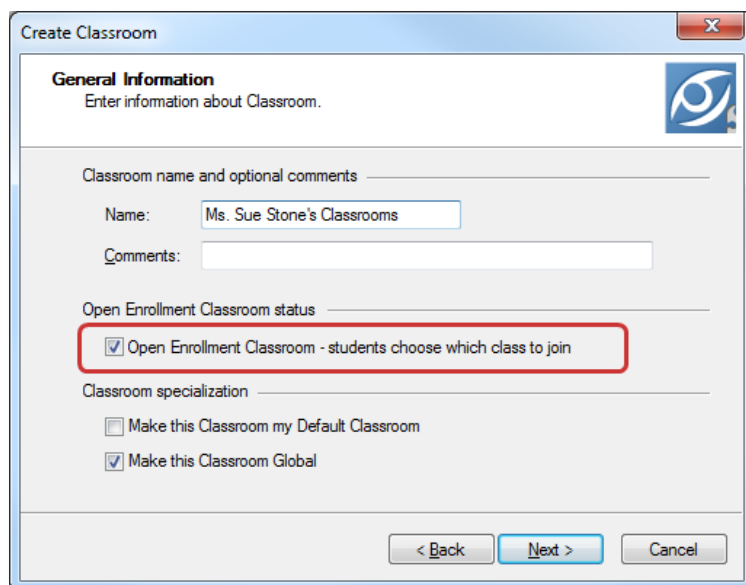 Create Classroom
General Information
Enter information about Classroom.
Classroom name and optional comments
Name: Ms. Sue Stone's Classrooms
Comments:
Open Enrollment Classroom status
Open Enrollment Classroom - students choose which class to join
Classroom specialization
Make this Classroom my Default Classroom
Make this Classroom Global
< Back Next > Cancel